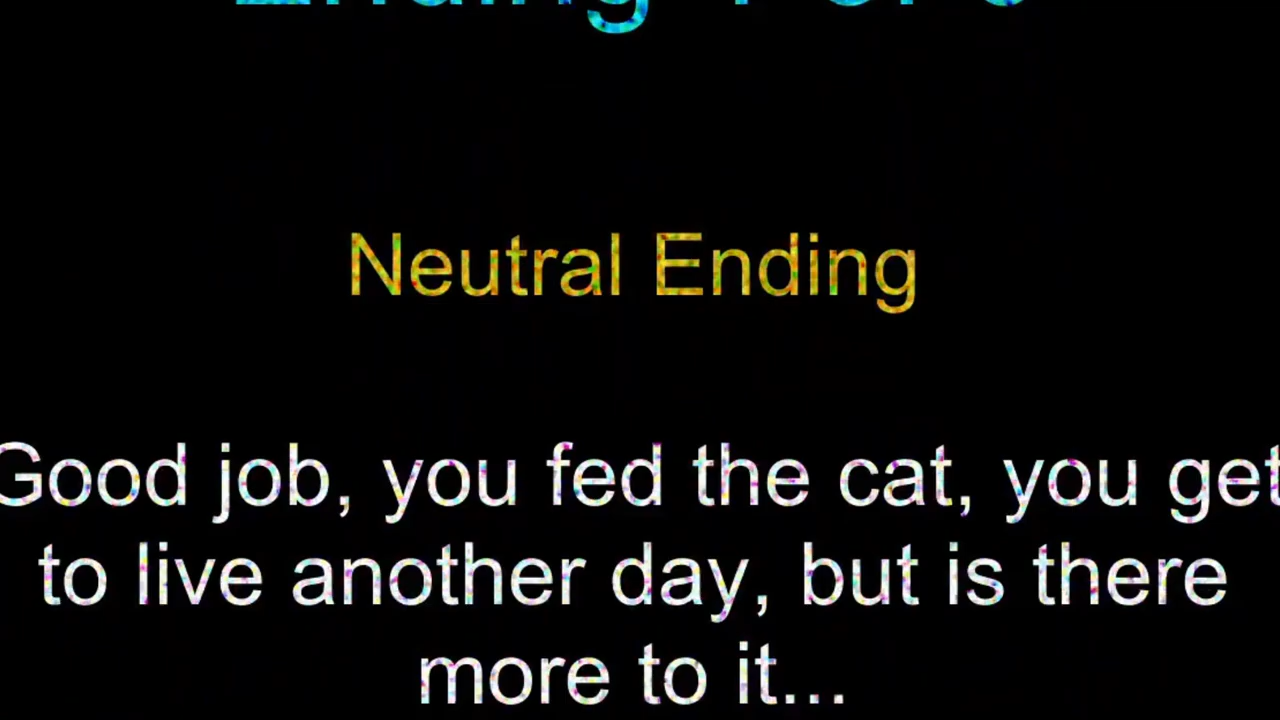 Ending
Neutral Ending
Good job, you fed the cat, you get
to live another day, but is there
more to it...